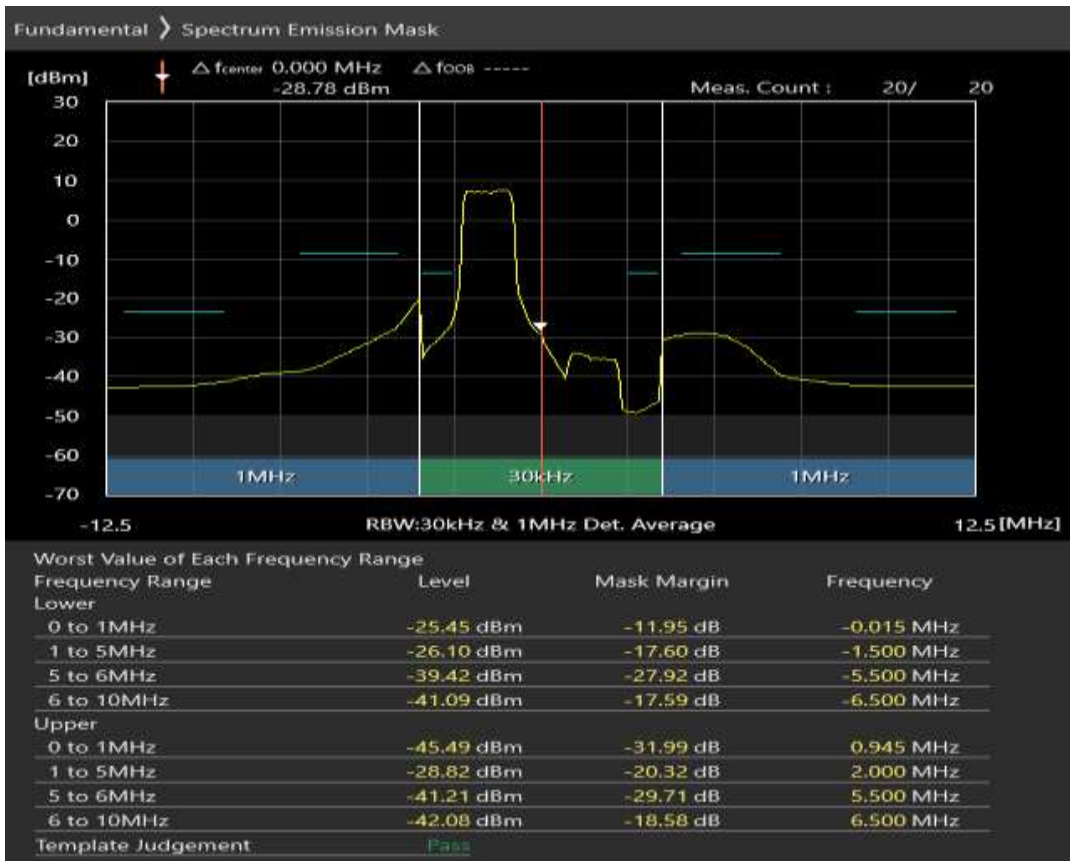 Fundamental ❯ Spectrum Emission Mask
[dBm] △ fcenter 0.000 MHz △ fOOB -----
-28.78 dBm Meas. Count : 20/ 20
30
20
10
0
-10
-20
-30
-40
-50
-60
-70
1MHz 30kHz 1MHz
-12.5 RBW:30kHz & 1MHz Det. Average 12.5 [MHz]
Worst Value of Each Frequency Range
Frequency Range Level Mask Margin Frequency
Lower
0 to 1MHz -25.45 dBm -11.95 dB -0.015 MHz
1 to 5MHz -26.10 dBm -17.60 dB -1.500 MHz
5 to 6MHz -39.42 dBm -27.92 dB -5.500 MHz
6 to 10MHz -41.09 dBm -17.59 dB -6.500 MHz
Upper
0 to 1MHz -45.49 dBm -31.99 dB 0.945 MHz
1 to 5MHz -28.82 dBm -20.32 dB 2.000 MHz
5 to 6MHz -41.21 dBm -29.71 dB 5.500 MHz
6 to 10MHz -42.08 dBm -18.58 dB 6.500 MHz
Template Judgement Pass